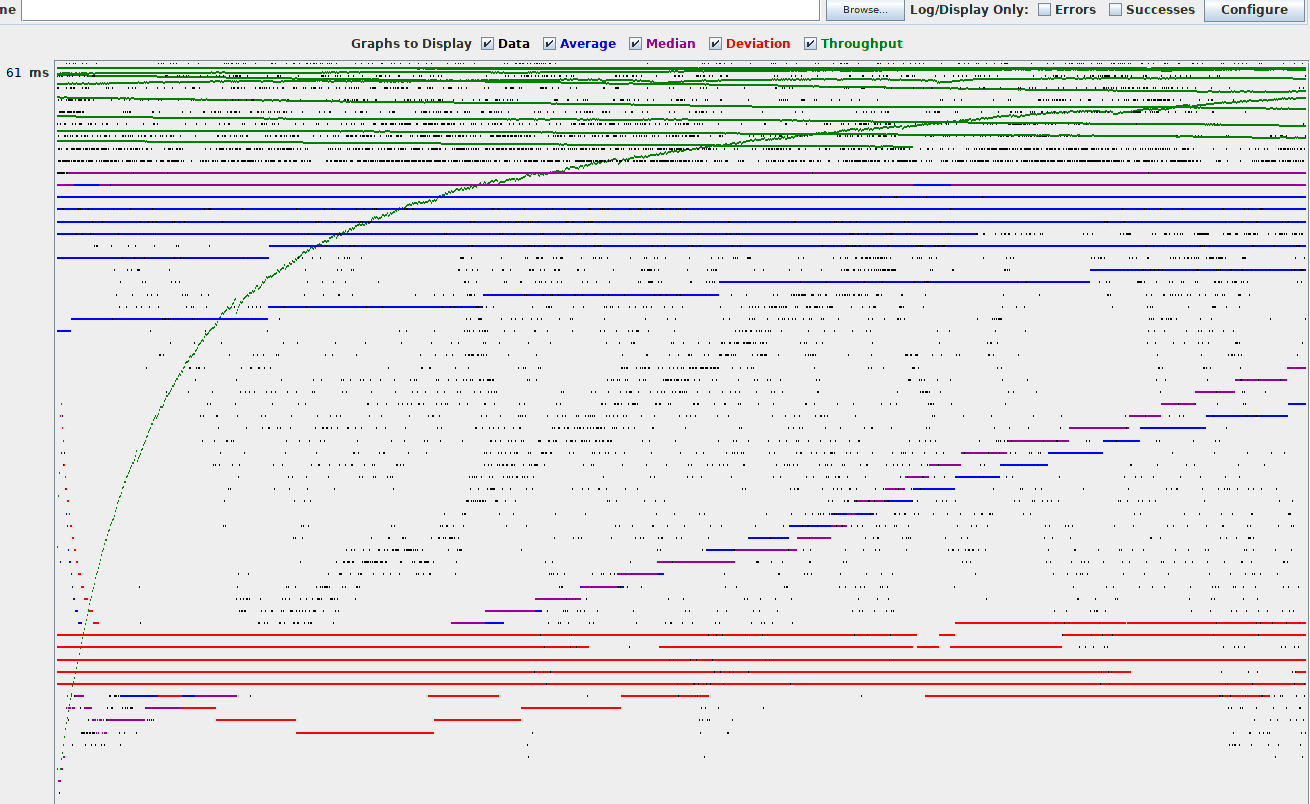 ne Browse... Log/Display Only: Errors Successes Configure
Graphs to Display Data Average Median Deviation Throughput
61 ms